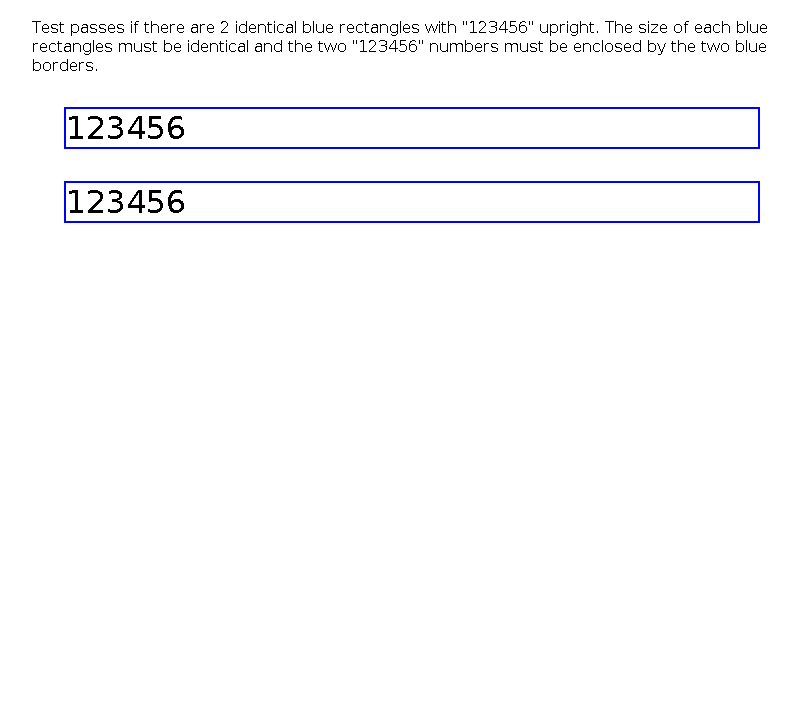 Test passes if there are 2 identical blue rectangles with "123456" upright. The size of each blue
rectangles must be identical and the two "123456" numbers must be enclosed by the two blue
borders.
123456
123456